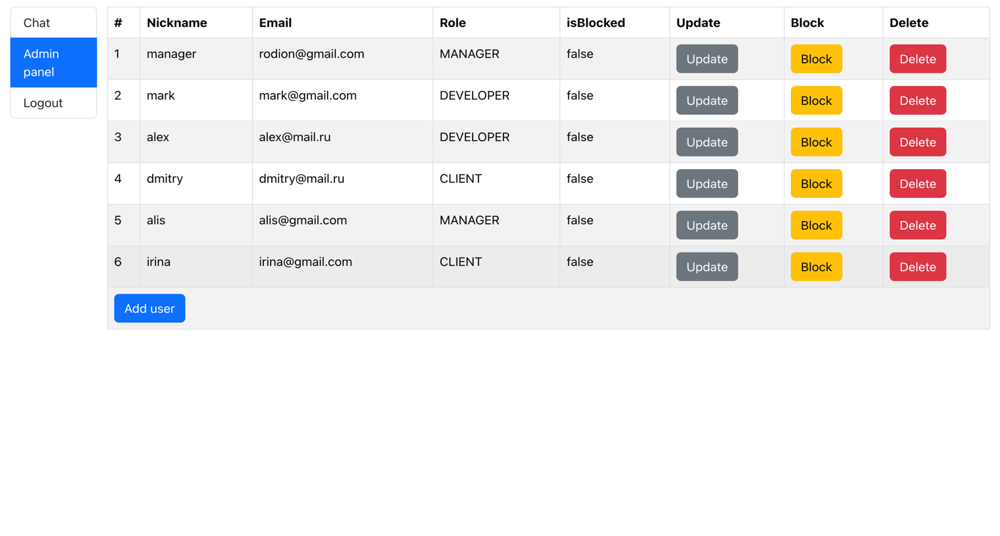 Chat
Admin
panel
Logout
# Nickname Email Role isBlocked Update Block Delete
1 manager rodion@gmail.com MANAGER false Update Block Delete
2 mark mark@gmail.com DEVELOPER false Update Block Delete
3 alex alex@mail.ru DEVELOPER false Update Block Delete
4 dmitry dmitry@mail.ru CLIENT false Update Block Delete
5 alis alis@gmail.com MANAGER false Update Block Delete
6 irina irina@gmail.com CLIENT false Update Block Delete
Add user